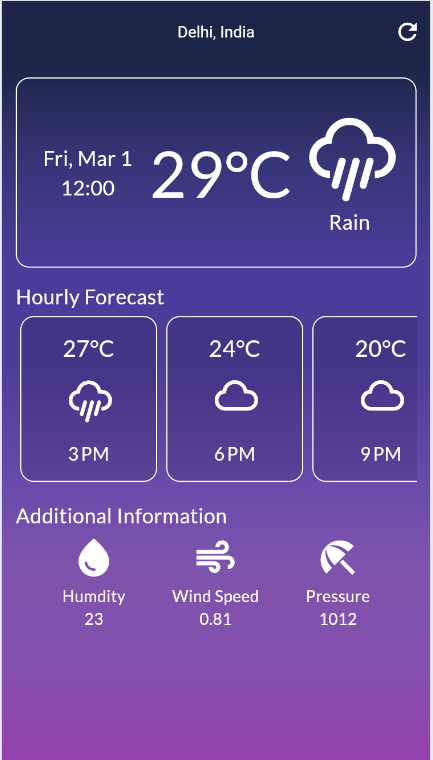 Delhi, India
Fri, Mar 1
12:00
29°C
Rain
Hourly Forecast
27°C 24°C 20°C
3 PM 6 PM 9 PM
Additional Information
Humdity Wind Speed Pressure
23 0.81 1012